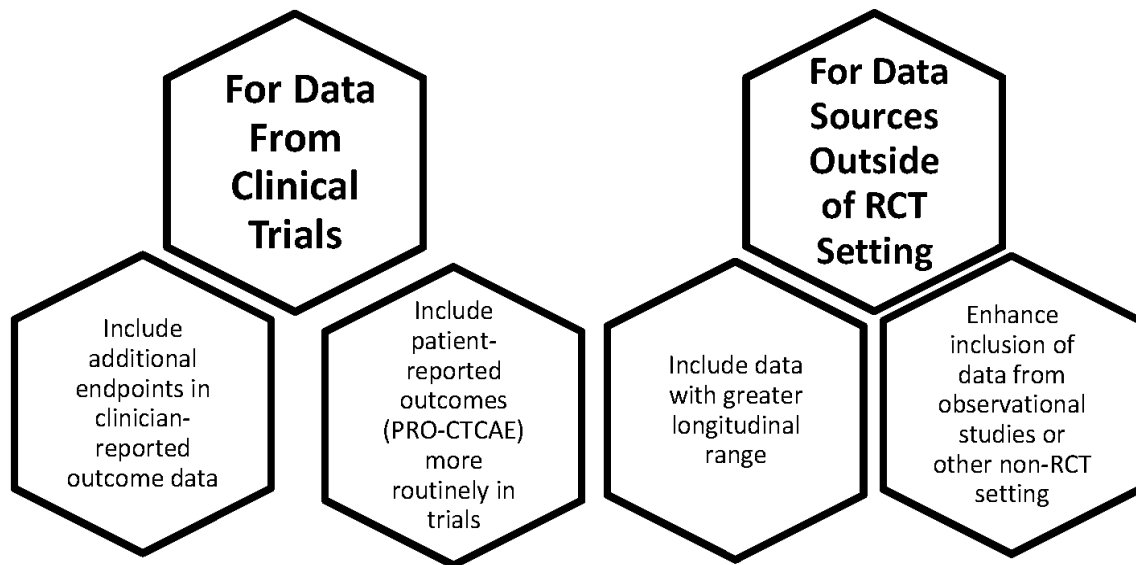 For Data
From
Clinical
Trials
Include
additional
endpoints in
clinician-
reported
outcome data
Include
patient-
reported
outcomes
(PRO-CTCAE)
more
routinely in
trials
For Data
Sources
Outside
of RCT
Setting
Include data
with greater
longitudinal
range
Enhance
inclusion of
data from
observational
studies or
other non-RCT
setting